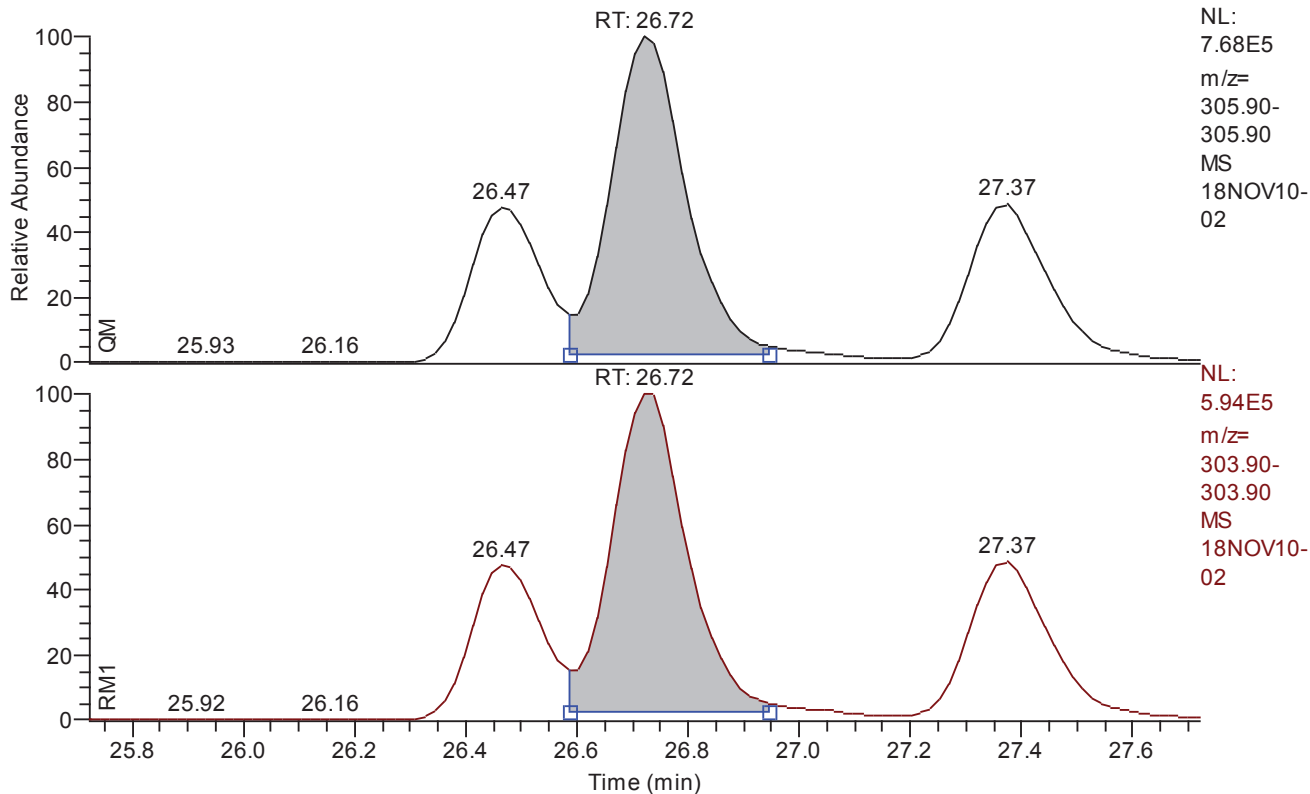 RT: 26.72
NL:
7.68E5
m/z=
305.90-
305.90
MS
18NOV10-
02
Relative Abundance
100
80
60
40
20
0
QM
25.93
26.16
26.47
27.37
RT: 26.72
NL:
5.94E5
m/z=
303.90-
303.90
MS
18NOV10-
02
100
80
60
40
20
0
RM1
25.92
26.16
26.47
27.37
25.8 26.0 26.2 26.4 26.6 26.8 27.0 27.2 27.4 27.6
Time (min)